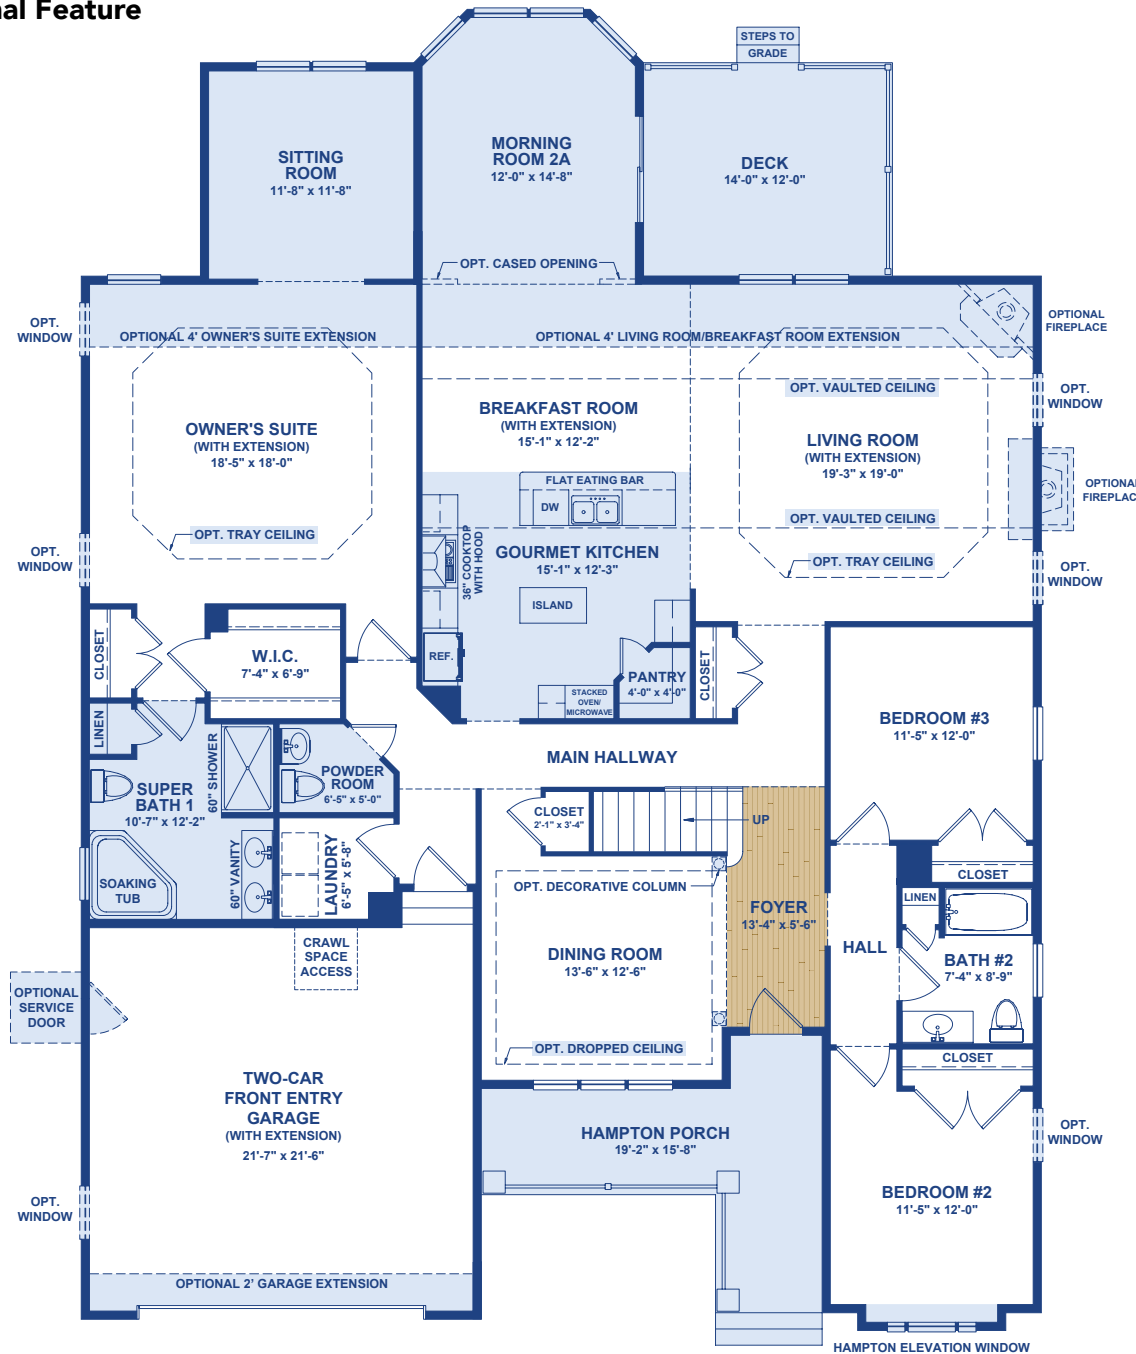 nal Feature
STEPS TO
GRADE
SITTING
ROOM
11'-8" x 11'-8"
MORNING
ROOM 2A
12'-0" x 14'-8"
DECK
14'-0" x 12'-0"
OPT. CASED OPENING
OPT.
WINDOW
OPTIONAL 4' OWNER'S SUITE EXTENSION
OPTIONAL 4' LIVING ROOM/BREAKFAST ROOM EXTENSION
OPTIONAL
FIREPLACE
OPT. VAULTED CEILING
OPT.
WINDOW
OWNER'S SUITE
(WITH EXTENSION)
18'-5" x 18'-0"
BREAKFAST ROOM
(WITH EXTENSION)
15'-1" x 12'-2"
LIVING ROOM
(WITH EXTENSION)
19'-3" x 19'-0"
OPTIONAL
FIREPLACE
FLAT EATING BAR
DW
OPT. VAULTED CEILING
OPT. TRAY CEILING
OPT.
WINDOW
36" COOKTOP
WITH HOOD
GOURMET KITCHEN
15'-1" x 12'-3"
OPT. TRAY CEILING
OPT.
WINDOW
ISLAND
CLOSET
W.I.C.
7'-4" x 6'-9"
REF.
PANTRY
4'-0" x 4'-0"
STACKED
OVEN/
MICROWAVE
CLOSET
BEDROOM #3
11'-5" x 12'-0"
LINEN
60" SHOWER
MAIN HALLWAY
POWDER
ROOM
6'-5" x 5'-0"
SUPER
BATH 1
10'-7" x 12'-2"
CLOSET
2'-1" x 3'-4"
UP
LAUNDRY
6'-5" x 5'-8"
60" VANITY
SOAKING
TUB
OPT. DECORATIVE COLUMN
CLOSET
LINEN
FOYER
13'-4" x 5'-6"
HALL
BATH #2
7'-4" x 8'-9"
DINING ROOM
13'-6" x 12'-6"
CRAWL
SPACE
ACCESS
OPTIONAL
SERVICE
DOOR
OPT. DROPPED CEILING
CLOSET
TWO-CAR
FRONT ENTRY
GARAGE
(WITH EXTENSION)
21'-7" x 21'-6"
HAMPTON PORCH
19'-2" x 15'-8"
OPT.
WINDOW
BEDROOM #2
11'-5" x 12'-0"
OPT.
WINDOW
OPTIONAL 2' GARAGE EXTENSION
HAMPTON ELEVATION WINDOW